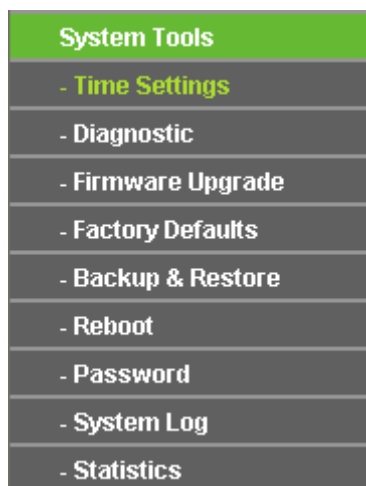 System Tools
- Time Settings
- Diagnostic
- Firmware Upgrade
- Factory Defaults
- Backup & Restore
- Reboot
- Password
- System Log
- Statistics